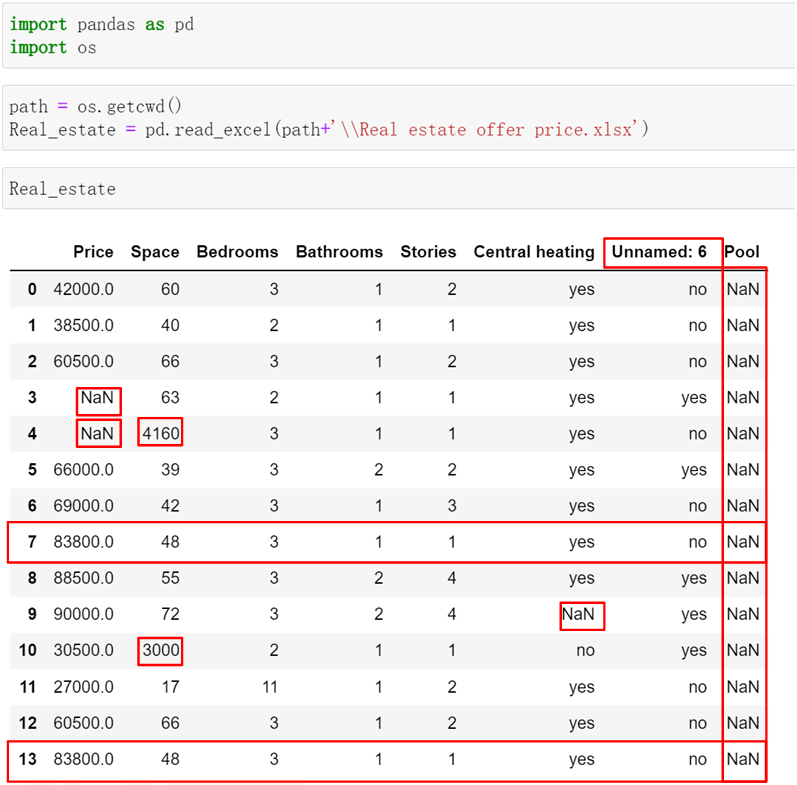 import pandas as pd
import os
path = os.getcwd()
Real_estate = pd.read_excel(path+'\\Real estate offer price.xlsx')
Real_estate
Price Space Bedrooms Bathrooms Stories Central heating Unnamed: 6 Pool
0 42000.0 60 3 1 2 yes no NaN
1 38500.0 40 2 1 1 yes no NaN
2 60500.0 66 3 1 2 yes no NaN
3 NaN 63 2 1 1 yes yes NaN
4 NaN 4160 3 1 1 yes no NaN
5 66000.0 39 3 2 2 yes yes NaN
6 69000.0 42 3 1 3 yes no NaN
7 83800.0 48 3 1 1 yes no NaN
8 88500.0 55 3 2 4 yes yes NaN
9 90000.0 72 3 2 4 NaN yes NaN
10 30500.0 3000 2 1 1 no yes NaN
11 27000.0 17 11 1 2 yes no NaN
12 60500.0 66 3 1 2 yes no NaN
13 83800.0 48 3 1 1 yes no NaN